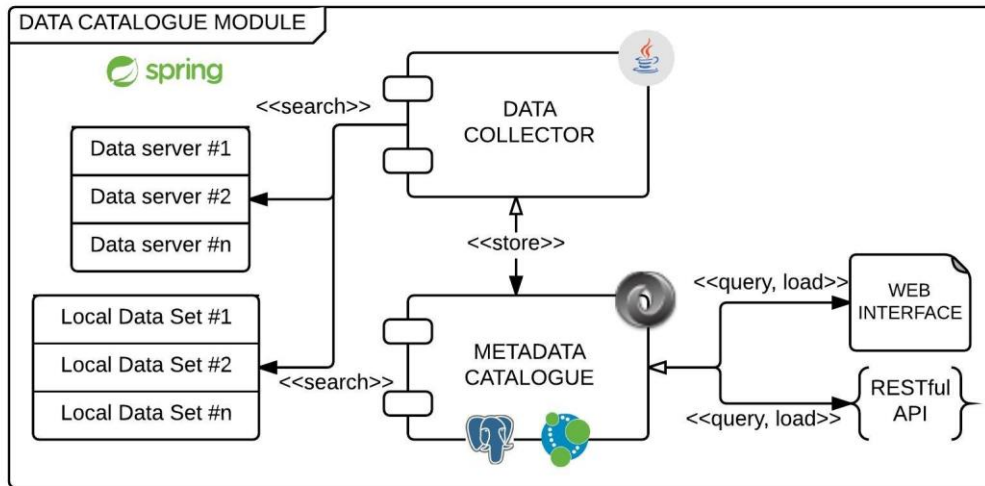 DATA CATALOGUE MODULE
spring
<<search>>
DATA
COLLECTOR
Data server #1
Data server #2
Data server #n
<<store>>
<<query, load>>
WEB
INTERFACE
Local Data Set #1
Local Data Set #2
Local Data Set #n
<<search>>
METADATA
CATALOGUE
RESTful
API
<<query, load>>